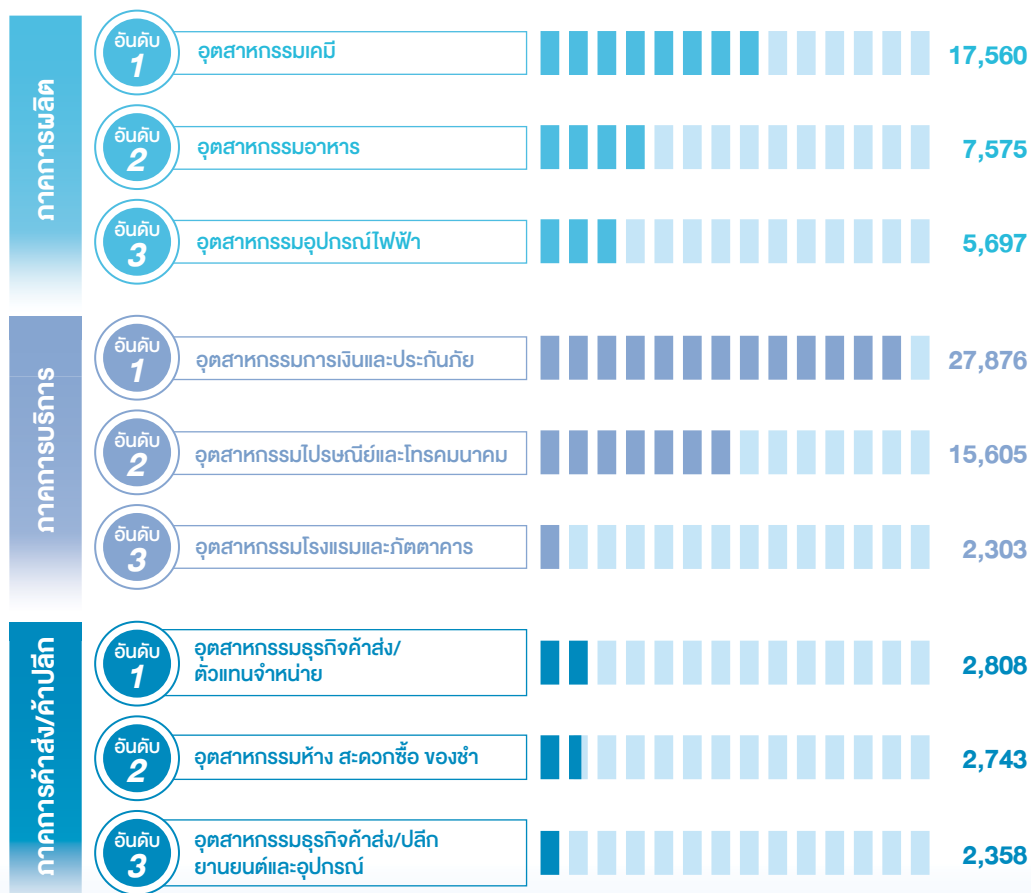 ภาคการผลิต
อันดับ
1
อุตสาหกรรมเคมี
17,560
อันดับ
2
อุตสาหกรรมอาหาร
7,575
อันดับ
3
อุตสาหกรรมอุปกรณ์ไฟฟ้า
5,697
ภาคการบริการ
อันดับ
1
อุตสาหกรรมการเงินและประกันภัย
27,876
อันดับ
2
อุตสาหกรรมไปรษณีย์และโทรคมนาคม
15,605
อันดับ
3
อุตสาหกรรมโรงแรมและภัตตาคาร
2,303
ภาคการค้าส่ง/ค้าปลีก
อันดับ
1
อุตสาหกรรมธุรกิจค้าส่ง/
ตัวแทนจำหน่าย
2,808
อันดับ
2
อุตสาหกรรมห้าง สะดวกซื้อ ของชำ
2,743
อันดับ
3
อุตสาหกรรมธุรกิจค้าส่ง/ปลีก
ยานยนต์และอุปกรณ์
2,358